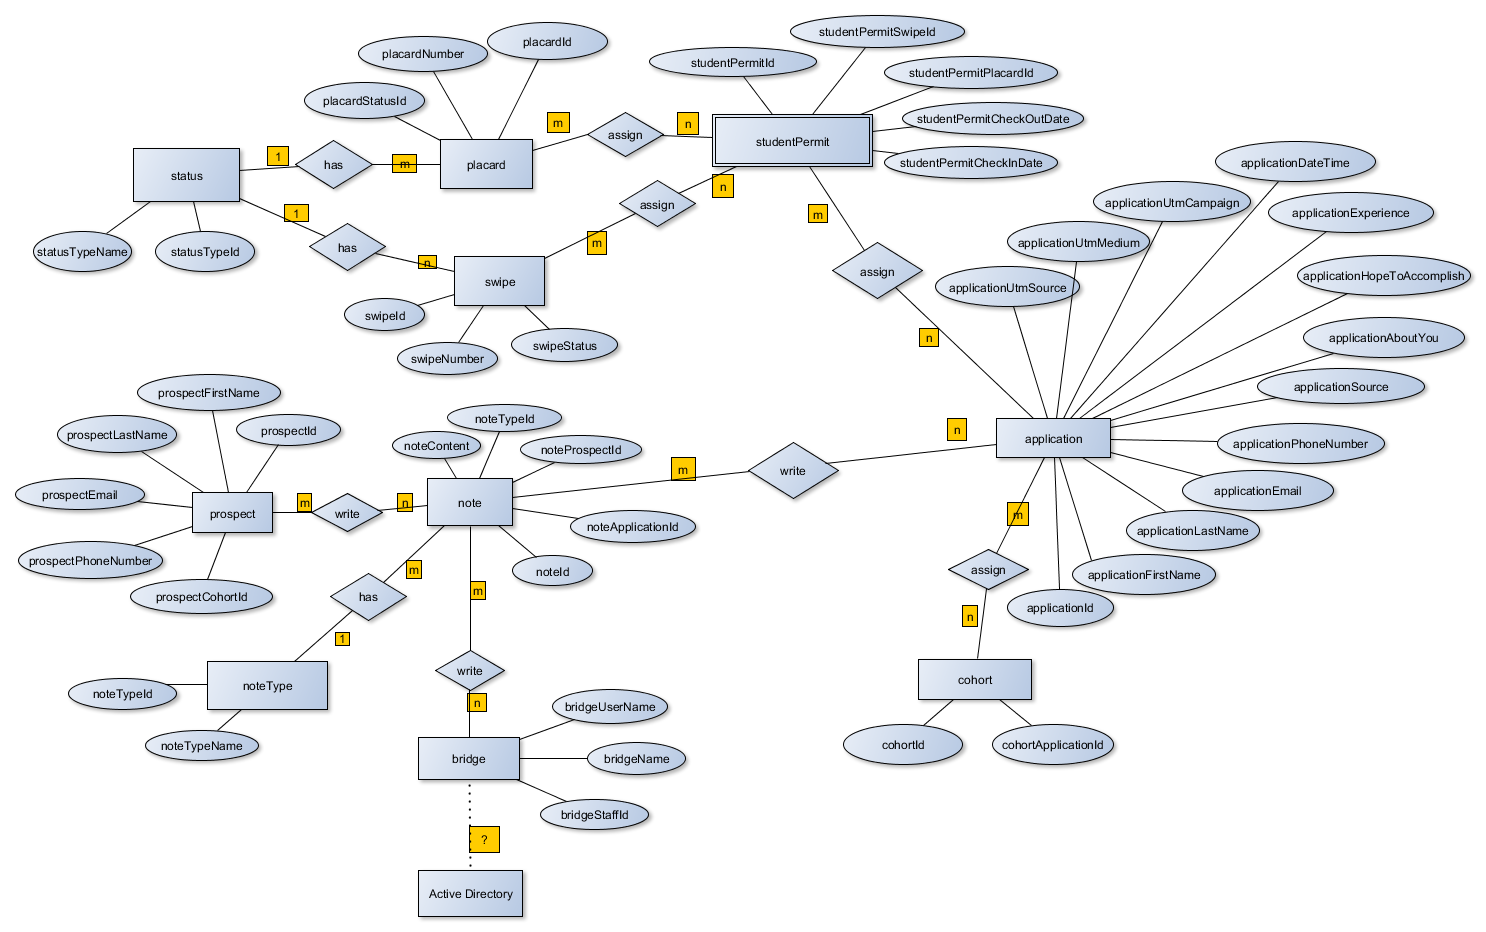 placardId
studentPermitSwipeId
placardNumber
studentPermitId
studentPermitPlacardId
placardStatusId
studentPermitCheckOutDate
m
n
assign
studentPermit
1
has
m
placard
studentPermitCheckInDate
applicationDateTime
status
n
assign
applicationUtmCampaign
1
m
applicationExperience
statusTypeName
statusTypeId
has
n
m
applicationUtmMedium
assign
applicationHopeToAccomplish
swipe
applicationUtmSource
swipeId
n
applicationAboutYou
swipeNumber
swipeStatus
applicationSource
prospectFirstName
noteTypeId
prospectLastName
prospectId
noteContent
noteProspectId
n
application
applicationPhoneNumber
m
write
prospectEmail
applicationEmail
prospect
m
write
n
note
m
noteApplicationId
applicationLastName
prospectPhoneNumber
noteId
m
assign
applicationFirstName
prospectCohortId
has
m
applicationId
n
1
write
noteTypeId
noteType
cohort
n
bridgeUserName
noteTypeName
cohortId
cohortApplicationId
bridge
bridgeName
bridgeStaffId
?
Active Directory